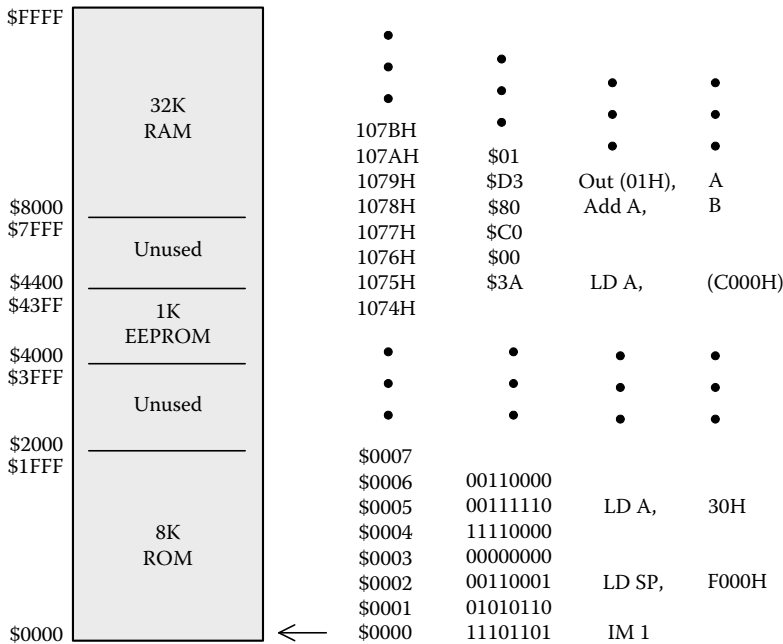 $FFFF
32K
RAM
$8000
$7FFF
Unused
$4400
$43FF
1K
EEPROM
$4000
$3FFF
Unused
$2000
$1FFF
8K
ROM
$0000
107BH
107AH $01
1079H $D3 Out (01H), A
1078H $80 Add A, B
1077H $C0
1076H $00
1075H $3A LD A, (C000H)
1074H
$0007
$0006 00110000
$0005 00111110 LD A, 30H
$0004 11110000
$0003 00000000
$0002 00110001 LD SP, F000H
$0001 01010110
$0000 11101101 IM 1